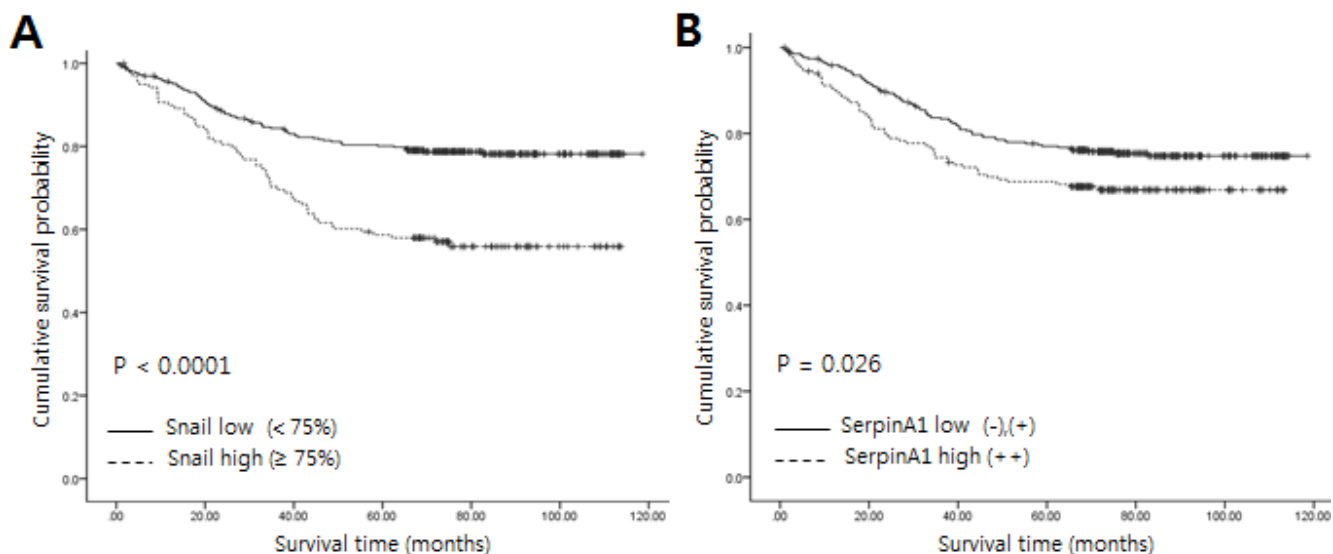 A
Cumulative survival probability
1.0
0.8
0.6
0.4
0.2
0.0
P < 0.0001
Snail low (< 75%)
Snail high (≥ 75%)
.00 20.00 40.00 60.00 80.00 100.00 120.00
Survival time (months)
B
Cumulative survival probability
1.0
0.8
0.6
0.4
0.2
0.0
P = 0.026
SerpinA1 low (-),(+)
SerpinA1 high (++)
.00 20.00 40.00 60.00 80.00 100.00 120.00
Survival time (months)